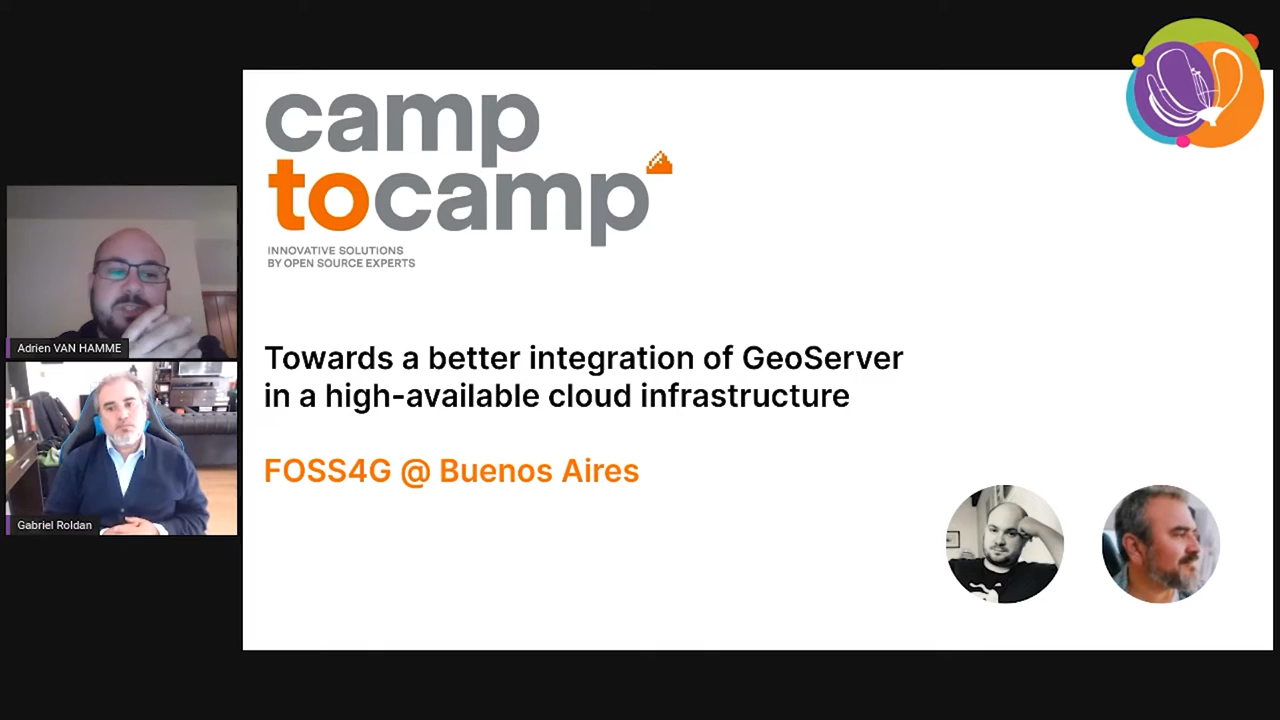 camp
tocamp
INNOVATIVE SOLUTIONS
BY OPEN SOURCE EXPERTS
Adrien VAN HAMME
Gabriel Roldan
Towards a better integration of GeoServer
in a high-available cloud infrastructure
FOSS4G @ Buenos Aires